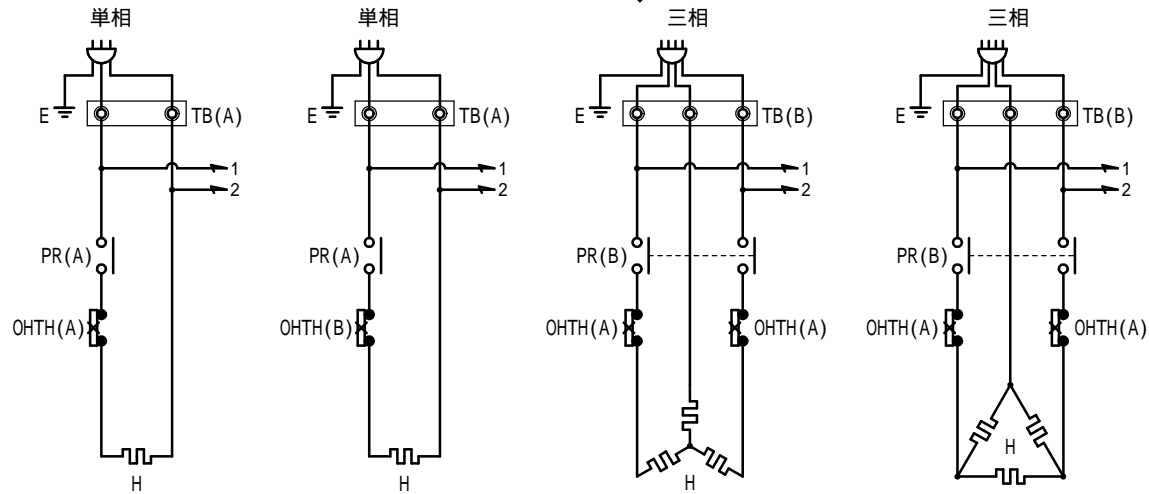 単相 単相 三相 三相
E TB(A) E TB(A) E TB(B) E TB(B)
1 1 1 1
2 2 2 2
PR(A) PR(A) PR(B) PR(B)
OHTH(A) OHTH(B) OHTH(A) OHTH(A) OHTH(A) OHTH(A)
H H H H